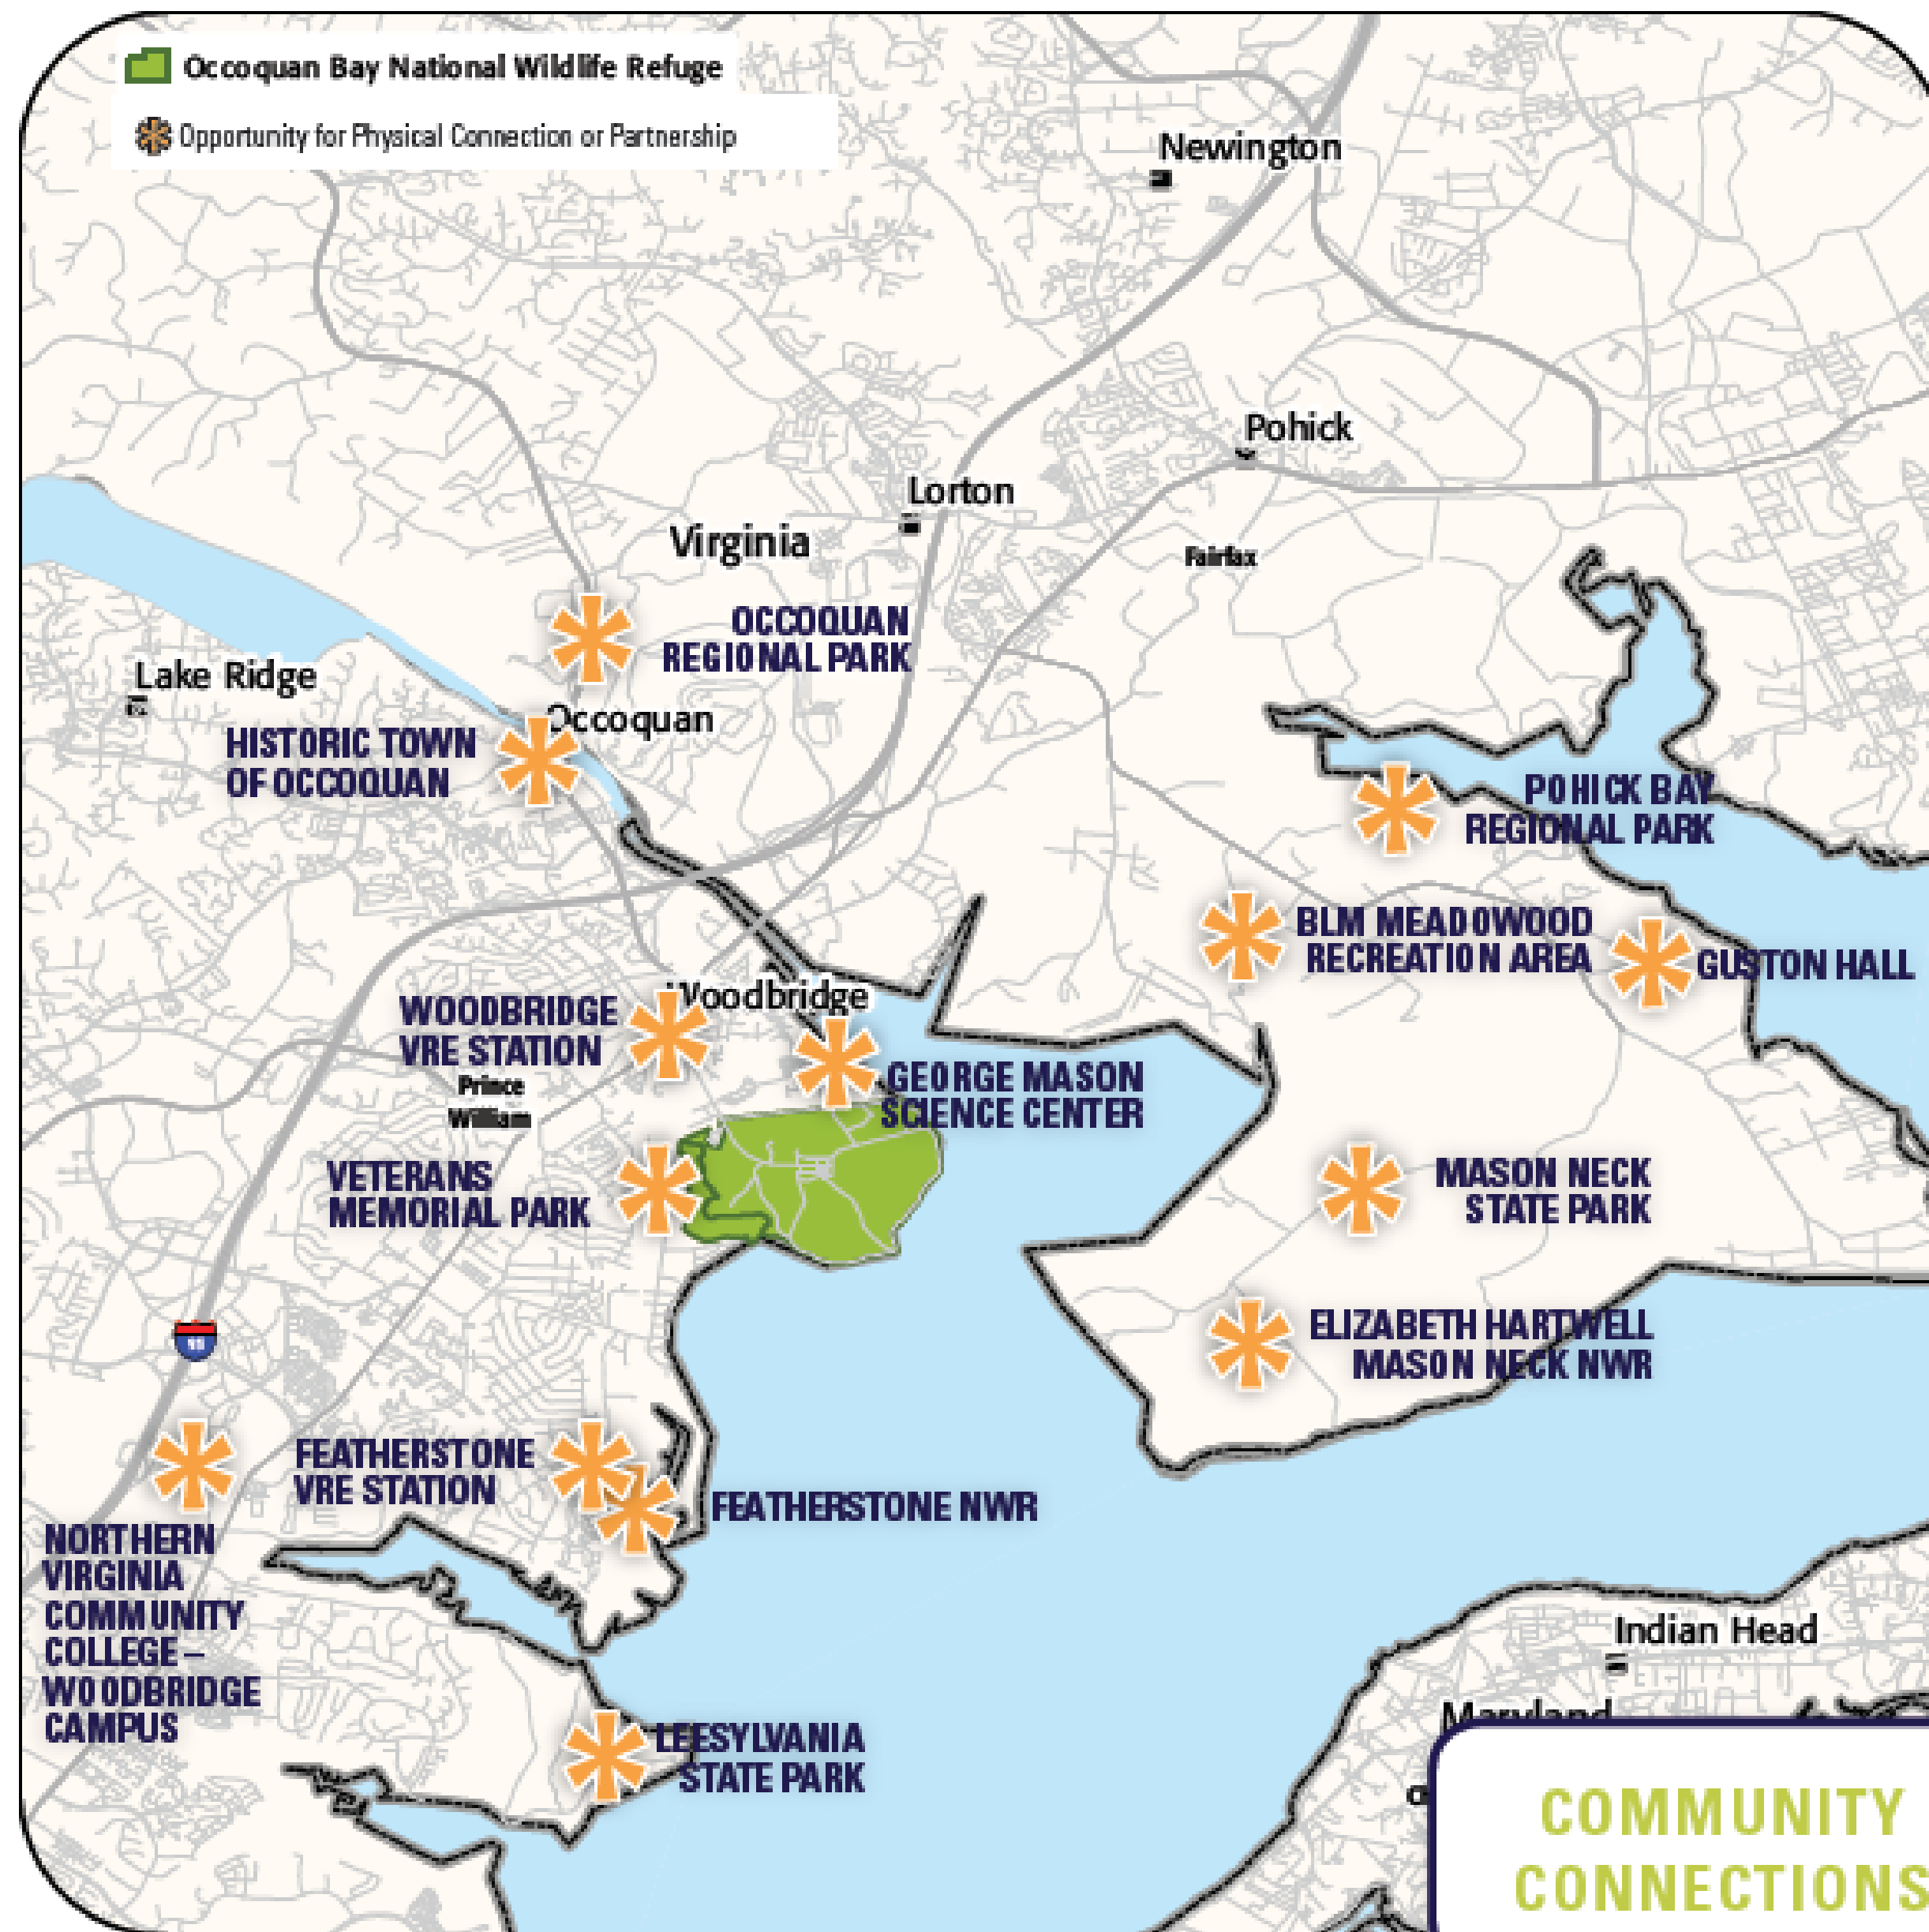 Occoquan Bay National Wildlife Refuge
Opportunity for Physical Connection or Partnership
Newington
Pohick
Lorton
Virginia
Fairfax
OCCOQUAN
REGIONAL PARK
Lake Ridge
Occoquan
HISTORIC TOWN
OF OCCOQUAN
POHICK BAY
REGIONAL PARK
BLM MEADOWOOD
RECREATION AREA
GUSTON HALL
Woodbridge
WOODBRIDGE
VRE STATION
Prince
William
GEORGE MASON
SCIENCE CENTER
VETERANS
MEMORIAL PARK
MASON NECK
STATE PARK
ELIZABETH HARTWELL
MASON NECK NWR
FEATHERSTONE
VRE STATION
FEATHERSTONE NWR
NORTHERN
VIRGINIA
COMMUNITY
COLLEGE –
WOODBRIDGE
CAMPUS
Indian Head
Maryland
LEESYLVANIA
STATE PARK
COMMUNITY
CONNECTIONS